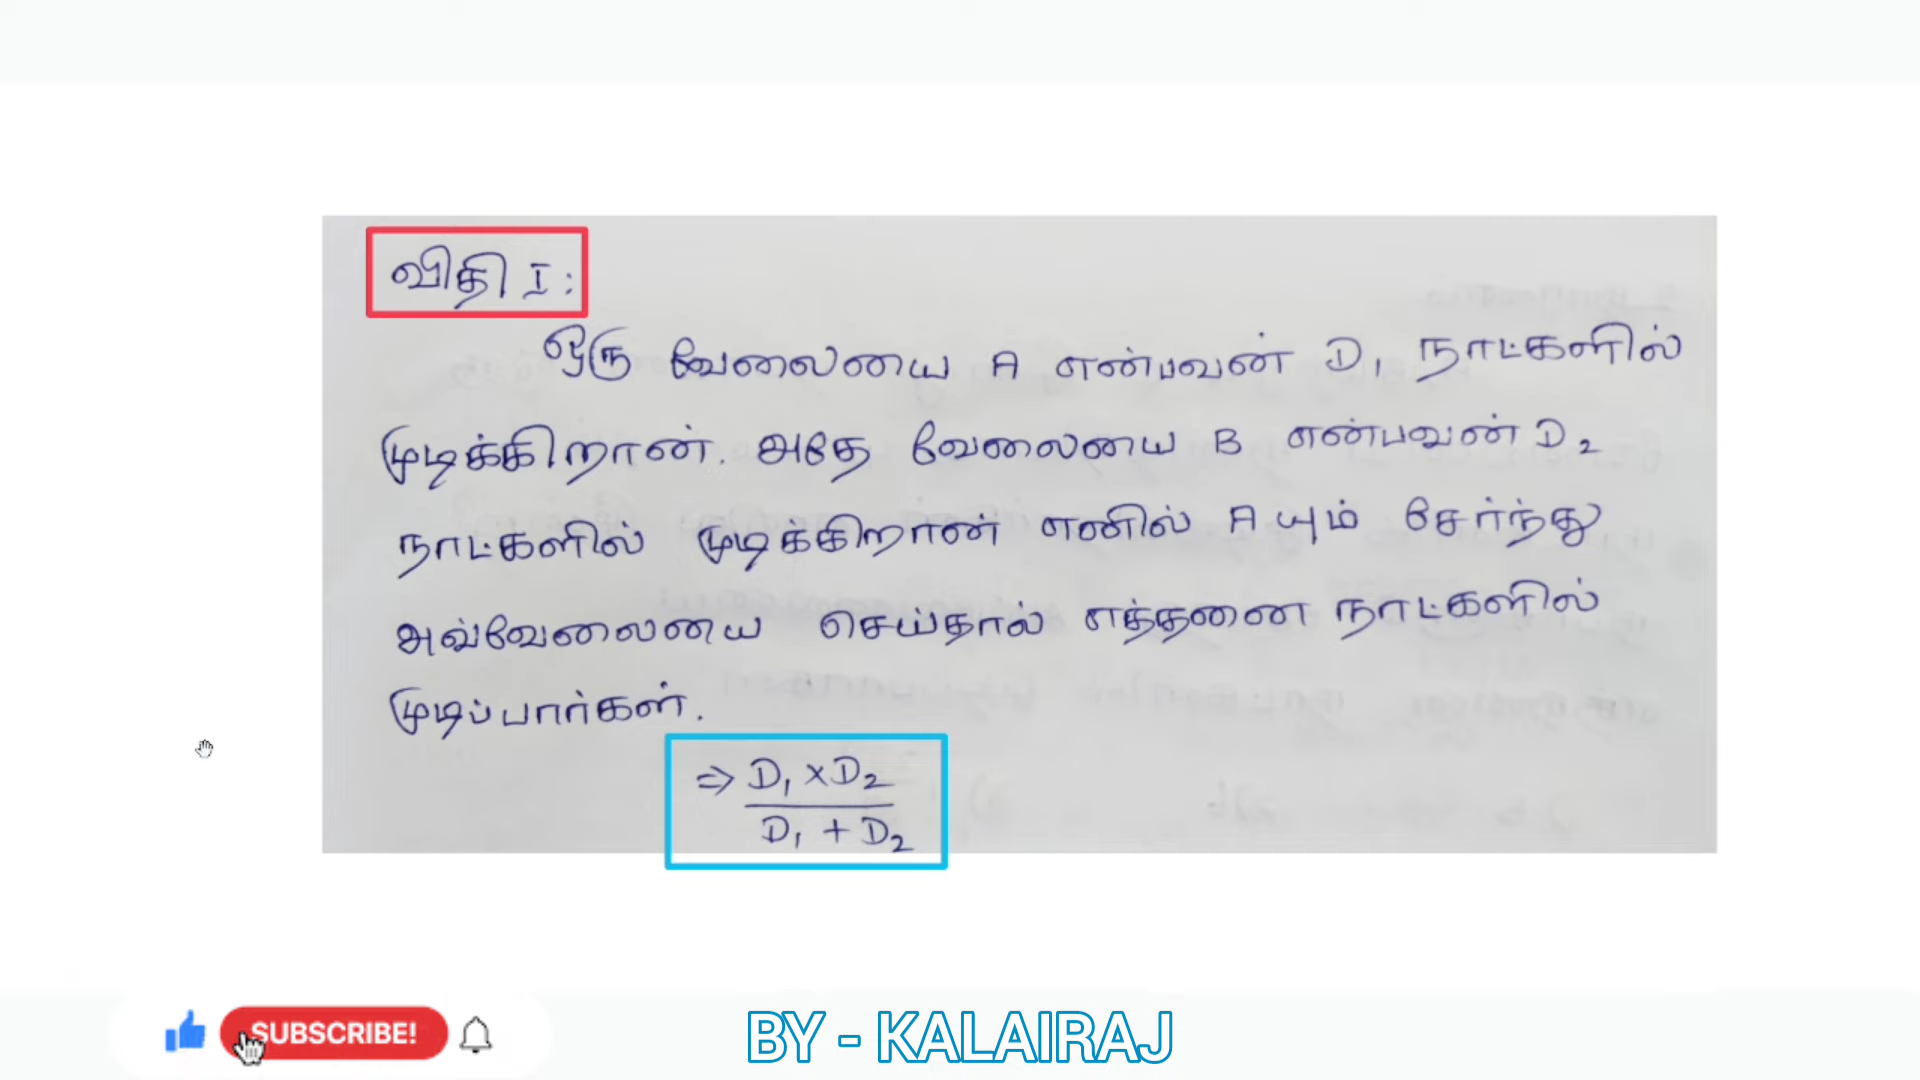 விதி I :
ஒரு வேலையை A என்பவன் D₁ நாட்களில்
முடிக்கிறான். அதே வேலையை B என்பவன் D₂
நாட்களில் முடிக்கிறான் எனில் A யும் சேர்ந்து
அவ்வேலையை செய்தால் எத்தனை நாட்களில்
முடிப்பார்கள்.
⇒ D₁ × D₂
D₁ + D₂
SUBSCRIBE!
BY - KALAIRAJ